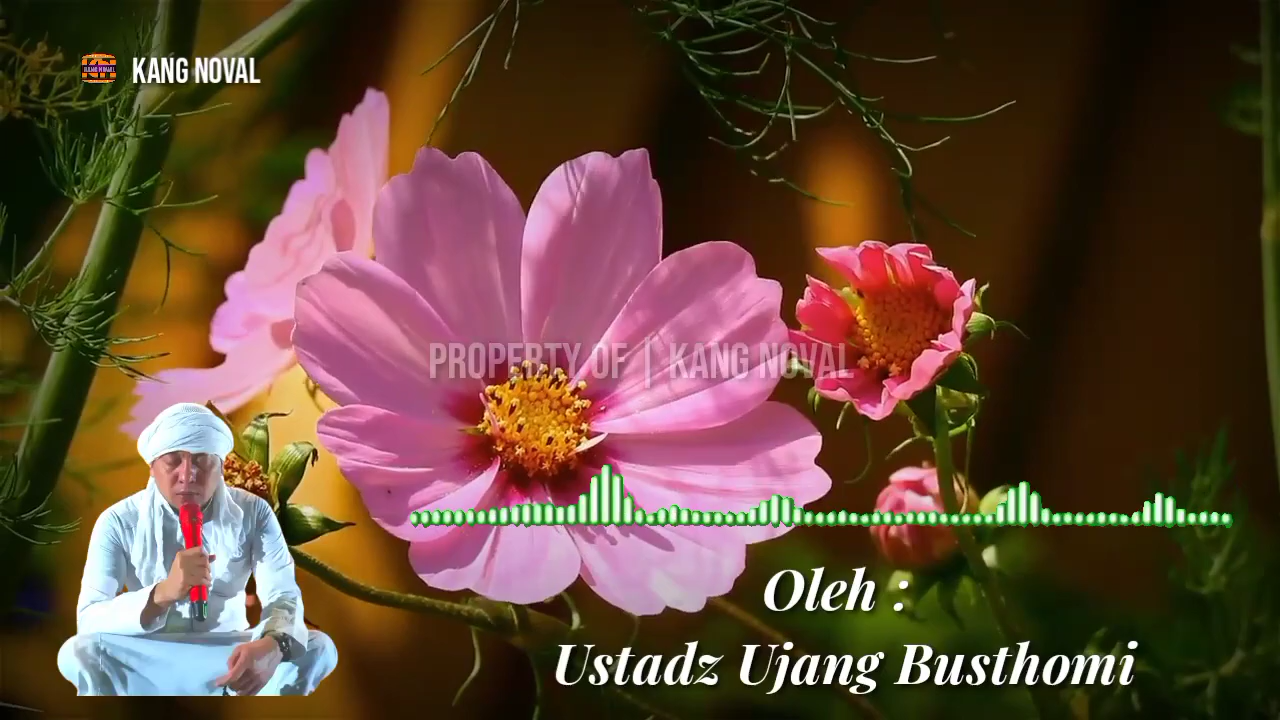 KANG NOVAL
PROPERTY OF | KANG NOVAL
Oleh :
Ustadz Ujang Busthomi